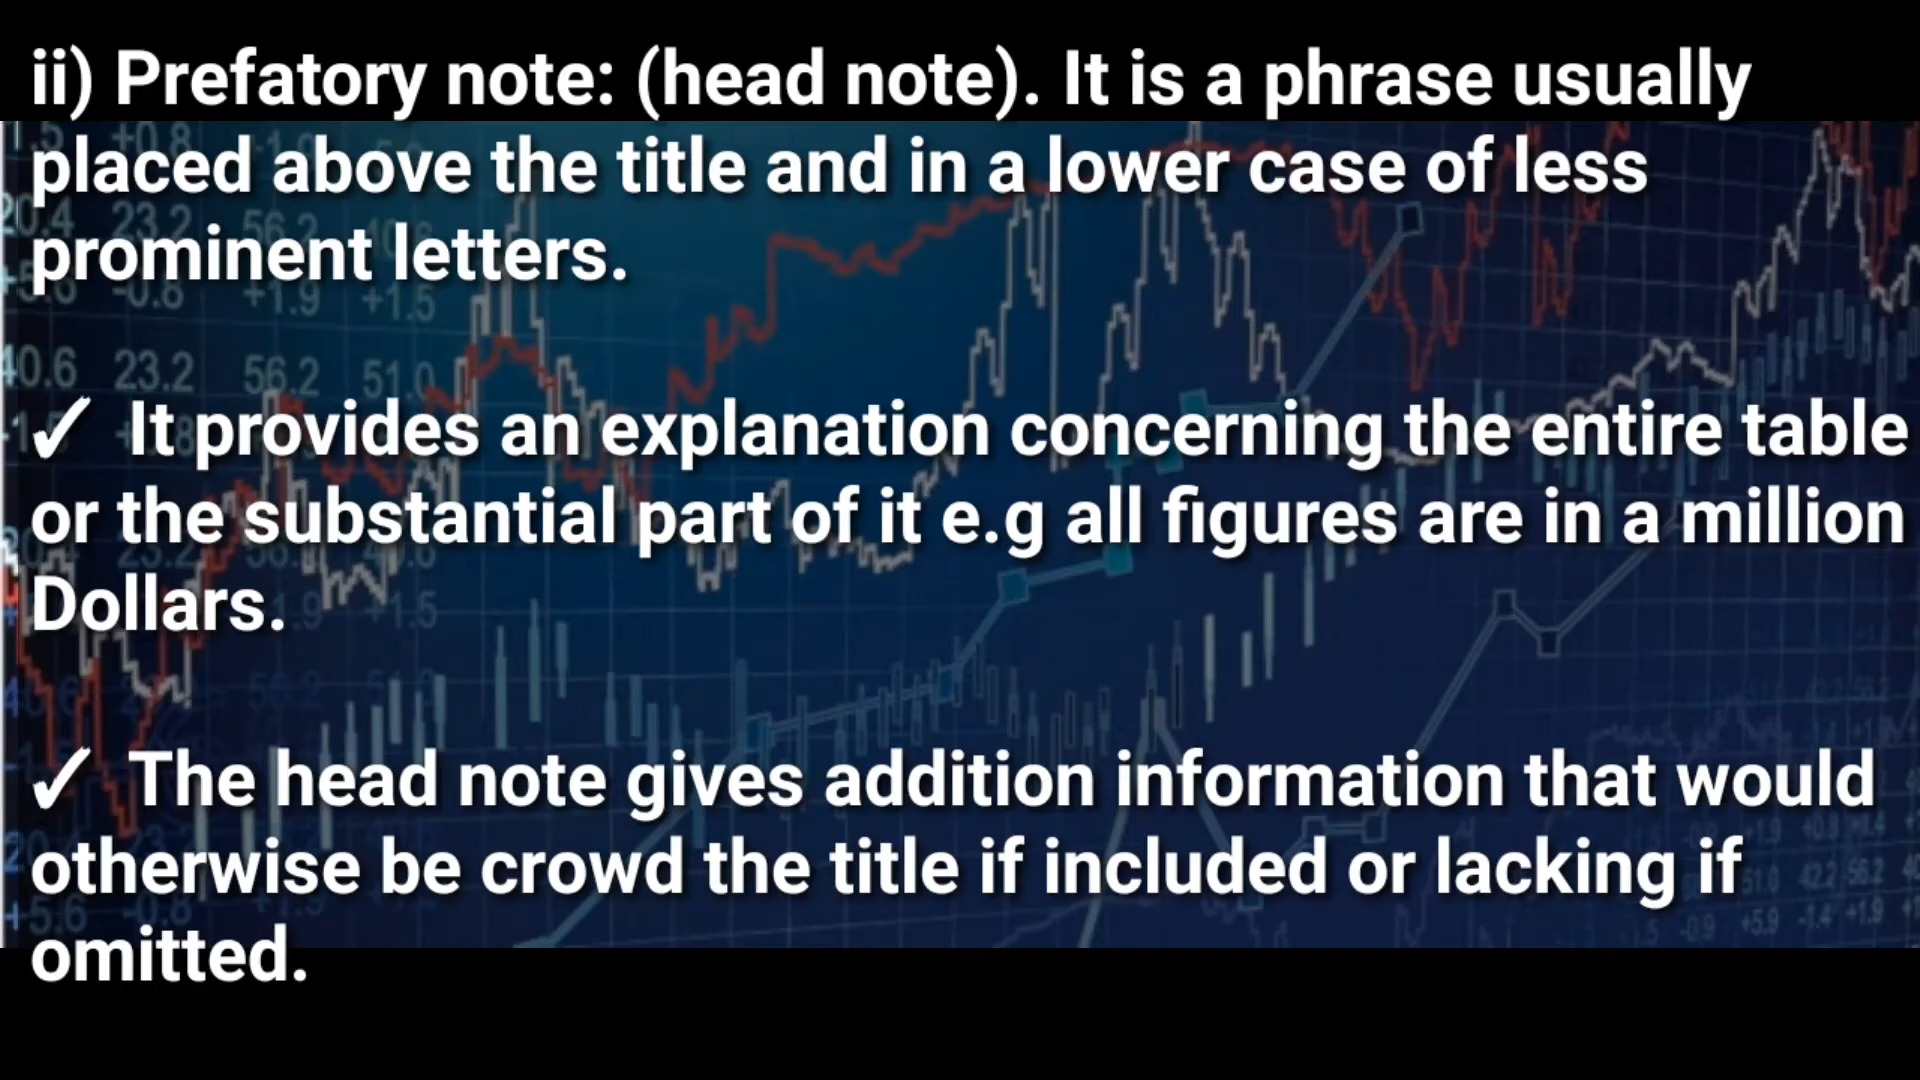 ii) Prefatory note: (head note). It is a phrase usually
placed above the title and in a lower case of less
prominent letters.
✓ It provides an explanation concerning the entire table
or the substantial part of it e.g all figures are in a million
Dollars.
✓ The head note gives addition information that would
otherwise be crowd the title if included or lacking if
omitted.